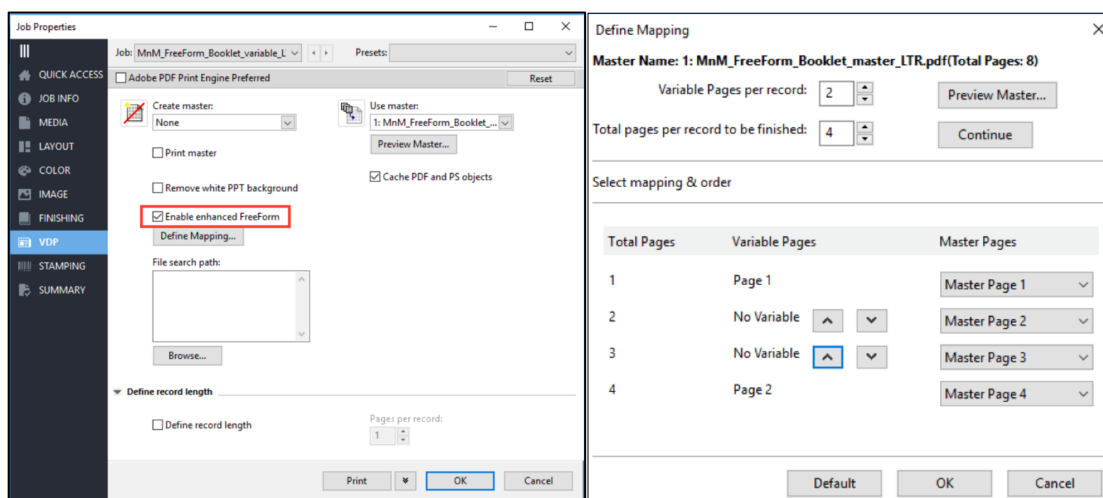 Job Properties
Job: MnM_FreeForm_Booklet_variable_L
Presets:
QUICK ACCESS
JOB INFO
MEDIA
LAYOUT
COLOR
IMAGE
FINISHING
VDP
STAMPING
SUMMARY
Adobe PDF Print Engine Preferred
Reset
Create master:
None
Use master:
1: MnM_FreeForm_Booklet_...
Print master
Preview Master...
Remove white PPT background
Cache PDF and PS objects
Enable enhanced FreeForm
Define Mapping...
File search path:
Browse...
Define record length
Define record length
Pages per record:
1
Print
OK
Cancel
Define Mapping
Master Name: 1: MnM_FreeForm_Booklet_master_LTR.pdf(Total Pages: 8)
Variable Pages per record: 2
Preview Master...
Total pages per record to be finished: 4
Continue
Select mapping & order
Total Pages Variable Pages Master Pages
1 Page 1 Master Page 1
2 No Variable Master Page 2
3 No Variable Master Page 3
4 Page 2 Master Page 4
Default OK Cancel